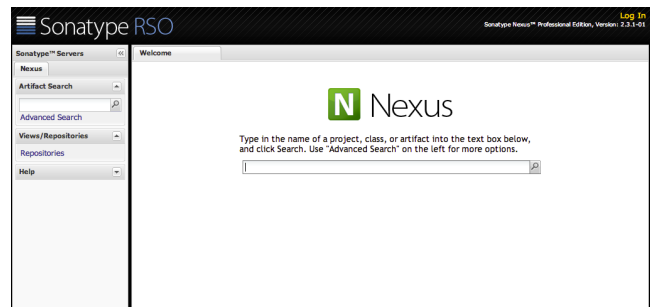 Sonatype RSO
Log In
Sonatype Nexus™ Professional Edition, Version: 2.3.1-01
Sonatype™ Servers
Welcome
Nexus
Artifact Search
Advanced Search
Views/Repositories
Repositories
Help
N Nexus
Type in the name of a project, class, or artifact into the text box below,
and click Search. Use "Advanced Search" on the left for more options.